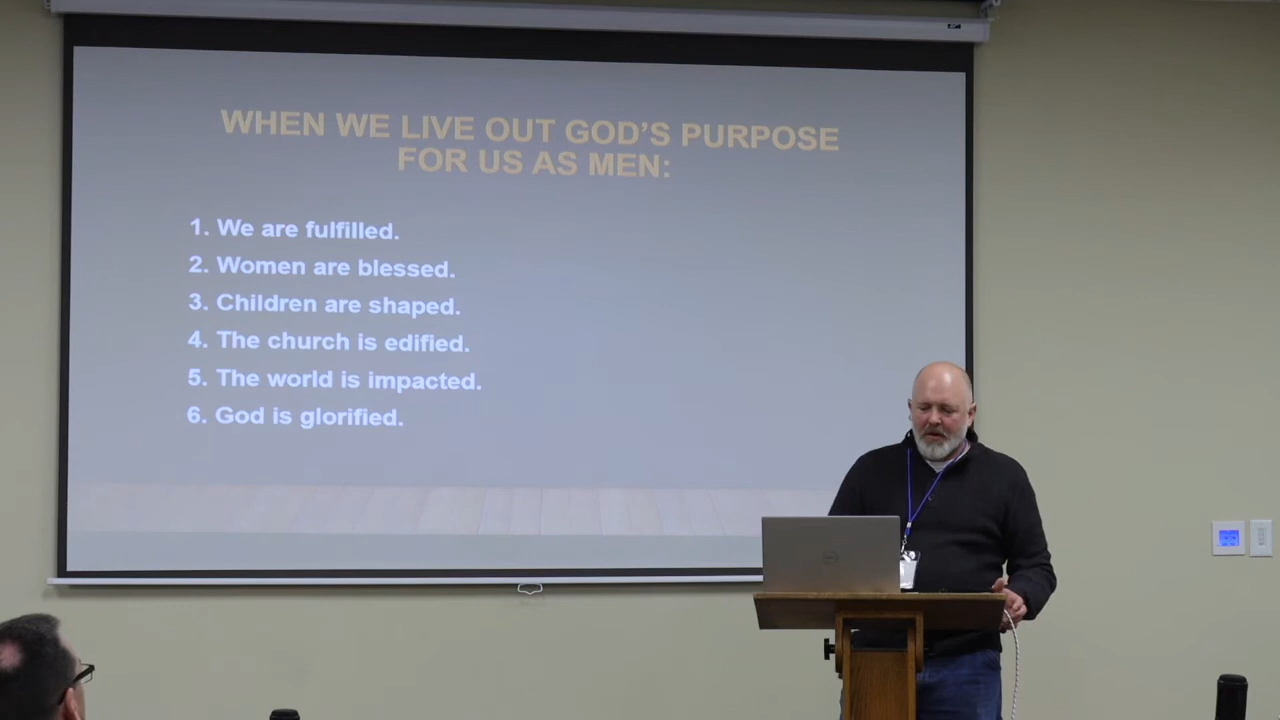 WHEN WE LIVE OUT GOD'S PURPOSE
FOR US AS MEN:
1. We are fulfilled.
2. Women are blessed.
3. Children are shaped.
4. The church is edified.
5. The world is impacted.
6. God is glorified.